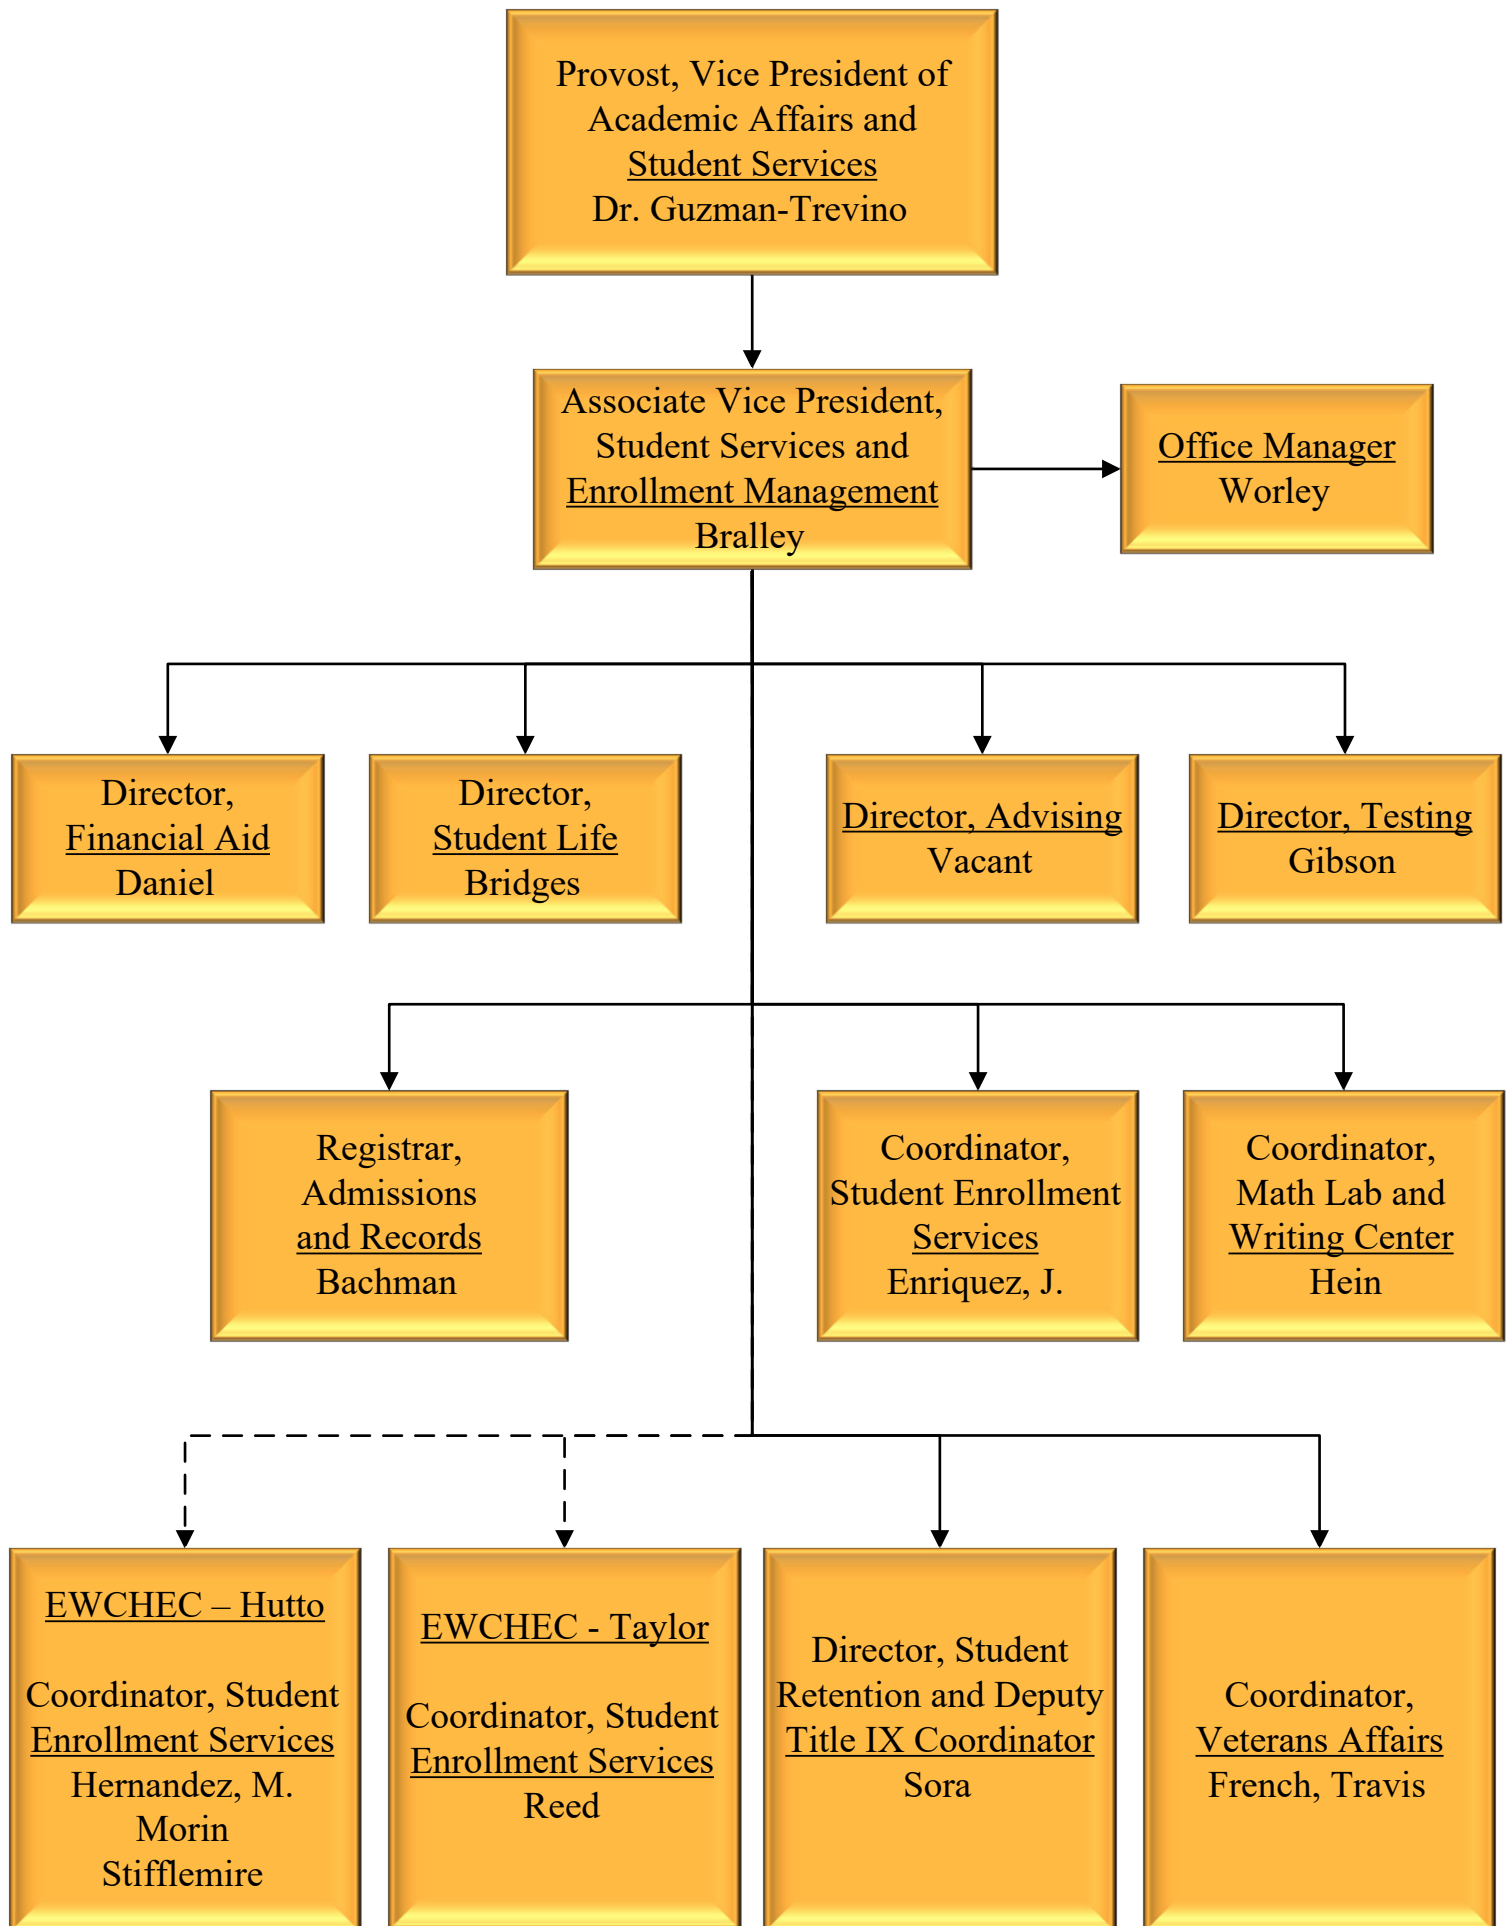 Provost, Vice President of
Academic Affairs and
Student Services
Dr. Guzman-Trevino
Associate Vice President,
Student Services and
Enrollment Management
Bralley
Office Manager
Worley
Director,
Financial Aid
Daniel
Director,
Student Life
Bridges
Director, Advising
Vacant
Director, Testing
Gibson
Registrar,
Admissions
and Records
Bachman
Coordinator,
Student Enrollment
Services
Enriquez, J.
Coordinator,
Math Lab and
Writing Center
Hein
EWCHEC – Hutto
Coordinator, Student
Enrollment Services
Hernandez, M.
Morin
Stifflemire
EWCHEC - Taylor
Coordinator, Student
Enrollment Services
Reed
Director, Student
Retention and Deputy
Title IX Coordinator
Sora
Coordinator,
Veterans Affairs
French, Travis